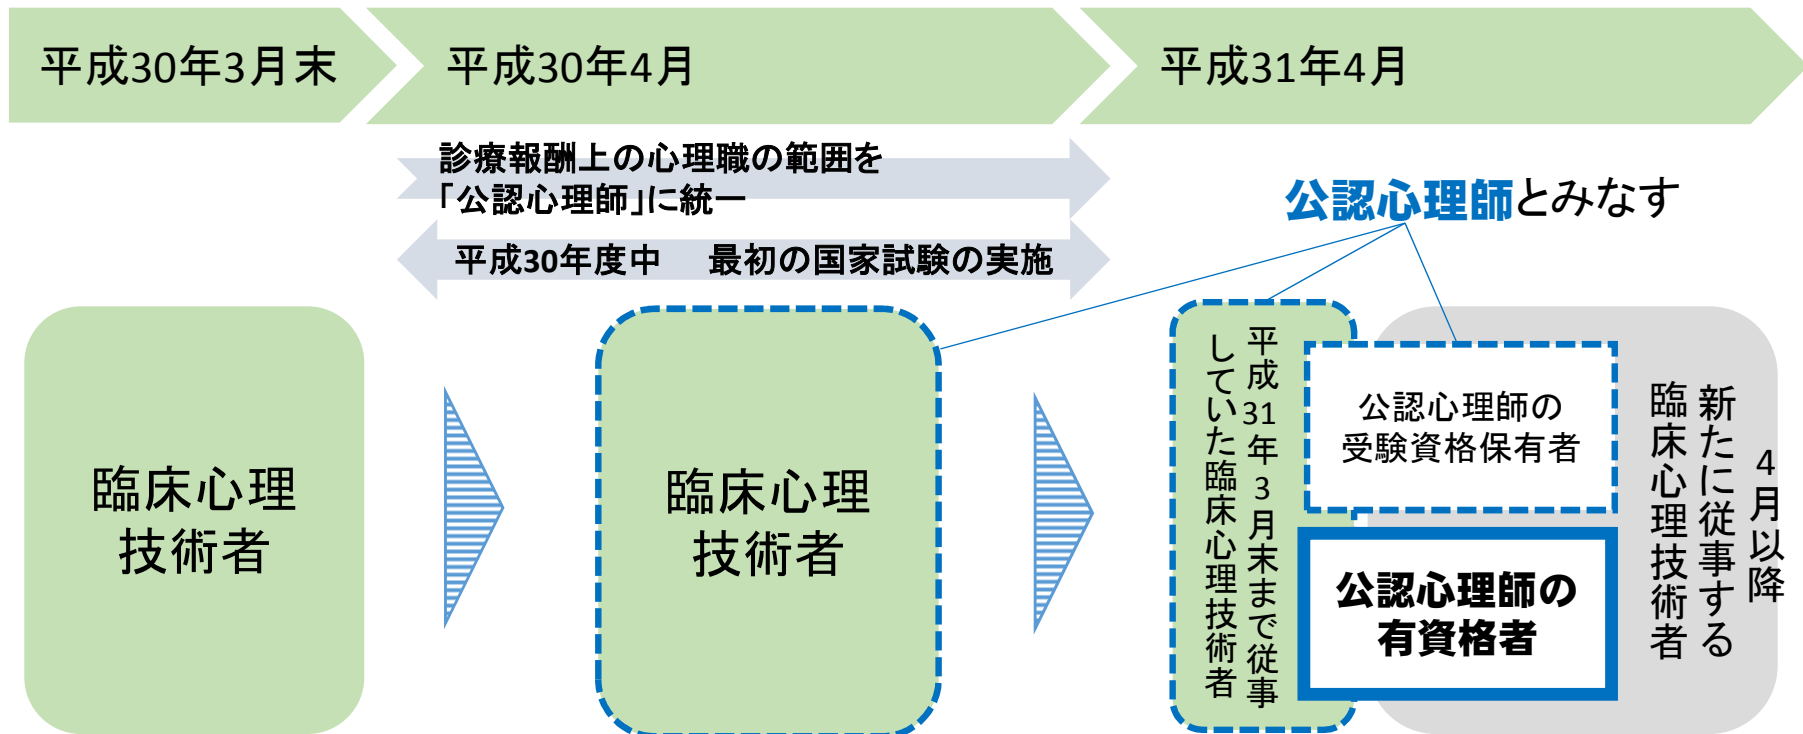 平成30年3月末
平成30年4月
平成31年4月
診療報酬上の心理職の範囲を
「公認心理師」に統一
平成30年度中 最初の国家試験の実施
公認心理師とみなす
臨床心理
技術者
臨床心理
技術者
平成31年3月末まで従事
していた臨床心理技術者
公認心理師の
受験資格保有者
公認心理師の
有資格者
4月以降
新たに従事する
臨床心理技術者